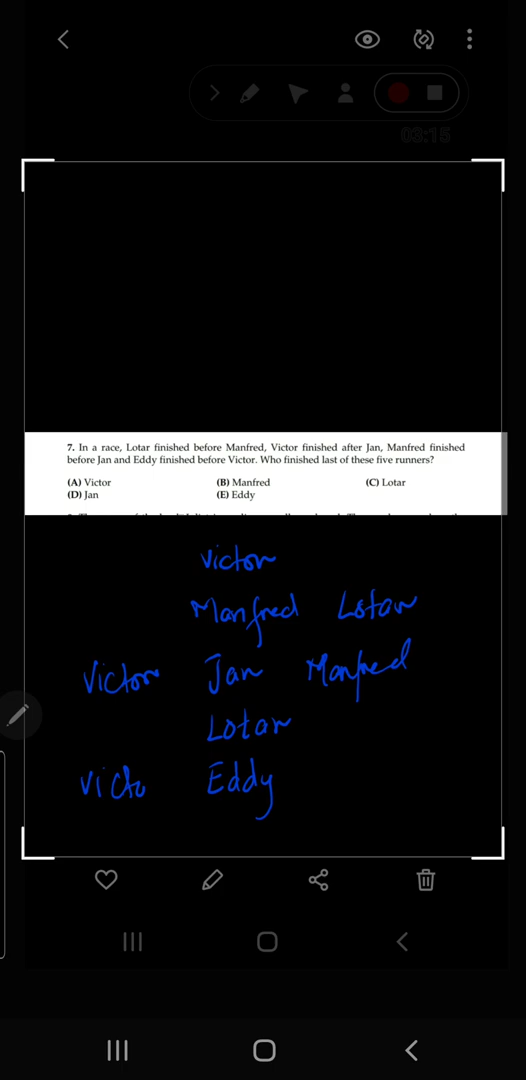 03:15
7. In a race, Lotar finished before Manfred, Victor finished after Jan, Manfred finished
before Jan and Eddy finished before Victor. Who finished last of these five runners?
(A) Victor (B) Manfred (C) Lotar
(D) Jan (E) Eddy
Victor
Manfred Lotar
Victor Jan Manfred
Lotar
Victo Eddy